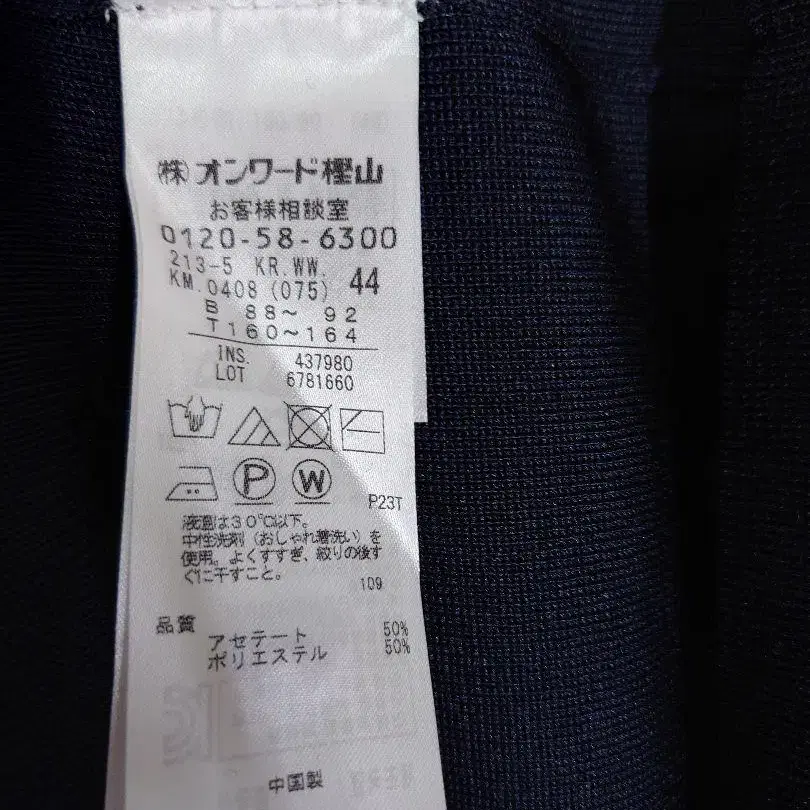 (株)オンワード樫山
お客様相談室
0120-58-6300
213-5 KR.WW.
KM.0408 (075) 44
B 88～ 92
T 160～164
INS. 437980
LOT 6781660
P W
P23T
液温は30℃以下。
中性洗剤（おしゃれ着洗い）を
使用。よくすすぎ、絞りの後す
ぐに干すこと。
109
品質
アセテート 50%
ポリエステル 50%
中国製